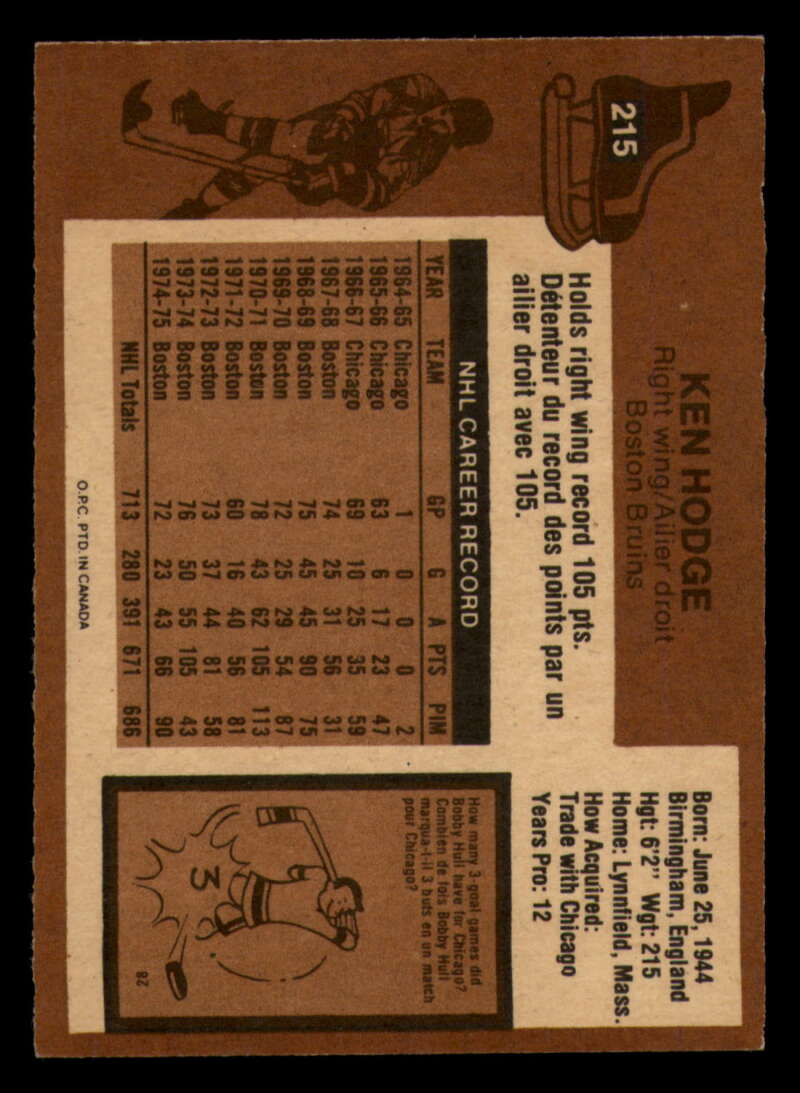 215
KEN HODGE
Right wing/Ailier droit
Boston Bruins
Born: June 25, 1944
Birmingham, England
Hgt: 6'2" Wgt: 215
Home: Lynnfield, Mass.
How Acquired:
Trade with Chicago
Years Pro: 12
Holds right wing record 105 pts.
Détenteur du record des points par un
ailier droit avec 105.
NHL CAREER RECORD
YEAR TEAM GP G A PTS PIM
1964-65 Chicago 1 0 0 0 2
1965-66 Chicago 63 6 17 23 47
1966-67 Chicago 69 10 25 35 59
1967-68 Boston 74 25 31 56 31
1968-69 Boston 75 45 45 90 75
1969-70 Boston 72 25 29 54 87
1970-71 Boston 78 43 62 105 113
1971-72 Boston 60 16 40 56 81
1972-73 Boston 73 37 44 81 58
1973-74 Boston 76 50 55 105 43
1974-75 Boston 72 23 43 66 90
NHL Totals 713 280 391 671 686
How many 3-goal games did
Bobby Hull have for Chicago?
Combien de fois Bobby Hull
marqua-t-il 3 buts en un match
pour Chicago?
3
28
O.P.C. PTD. IN CANADA